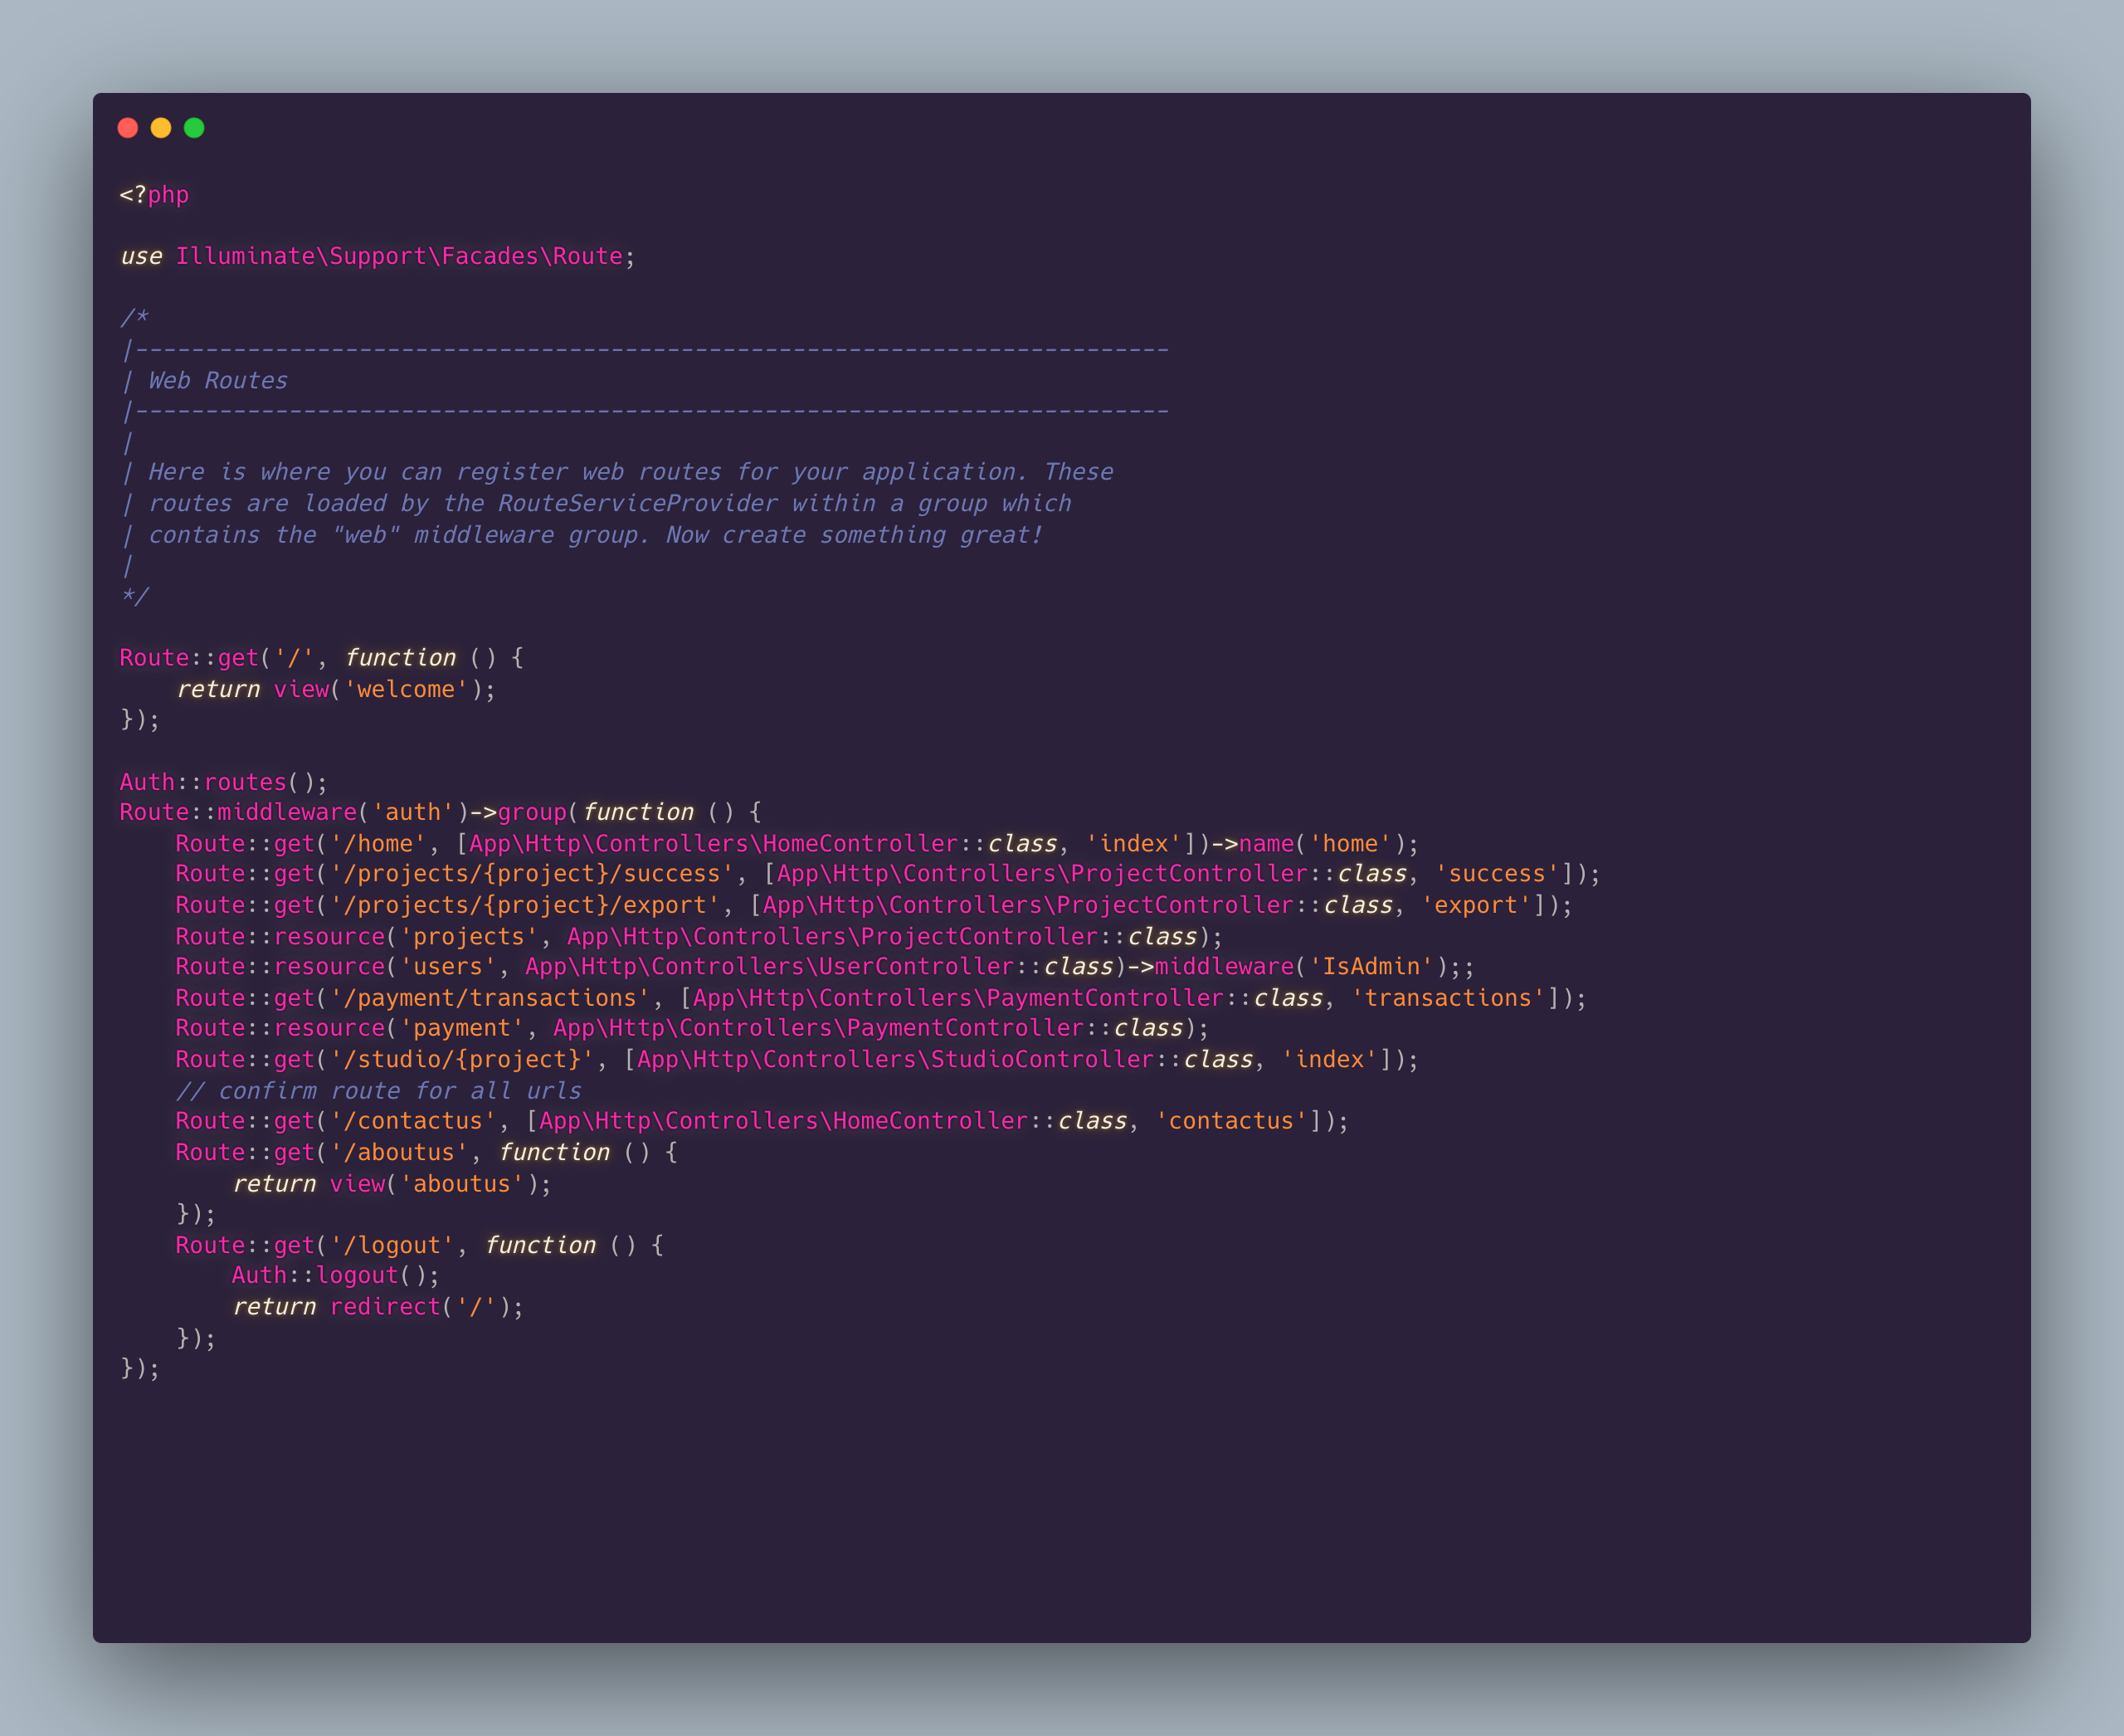 <?php

use Illuminate\Support\Facades\Route;

/*
|--------------------------------------------------------------------------
| Web Routes
|--------------------------------------------------------------------------
|
| Here is where you can register web routes for your application. These
| routes are loaded by the RouteServiceProvider within a group which
| contains the "web" middleware group. Now create something great!
|
*/

Route::get('/', function () {
    return view('welcome');
});

Auth::routes();
Route::middleware('auth')->group(function () {
    Route::get('/home', [App\Http\Controllers\HomeController::class, 'index'])->name('home');
    Route::get('/projects/{project}/success', [App\Http\Controllers\ProjectController::class, 'success']);
    Route::get('/projects/{project}/export', [App\Http\Controllers\ProjectController::class, 'export']);
    Route::resource('projects', App\Http\Controllers\ProjectController::class);
    Route::resource('users', App\Http\Controllers\UserController::class)->middleware('IsAdmin');;
    Route::get('/payment/transactions', [App\Http\Controllers\PaymentController::class, 'transactions']);
    Route::resource('payment', App\Http\Controllers\PaymentController::class);
    Route::get('/studio/{project}', [App\Http\Controllers\StudioController::class, 'index']);
    // confirm route for all urls
    Route::get('/contactus', [App\Http\Controllers\HomeController::class, 'contactus']);
    Route::get('/aboutus', function () {
        return view('aboutus');
    });
    Route::get('/logout', function () {
        Auth::logout();
        return redirect('/');
    });
});